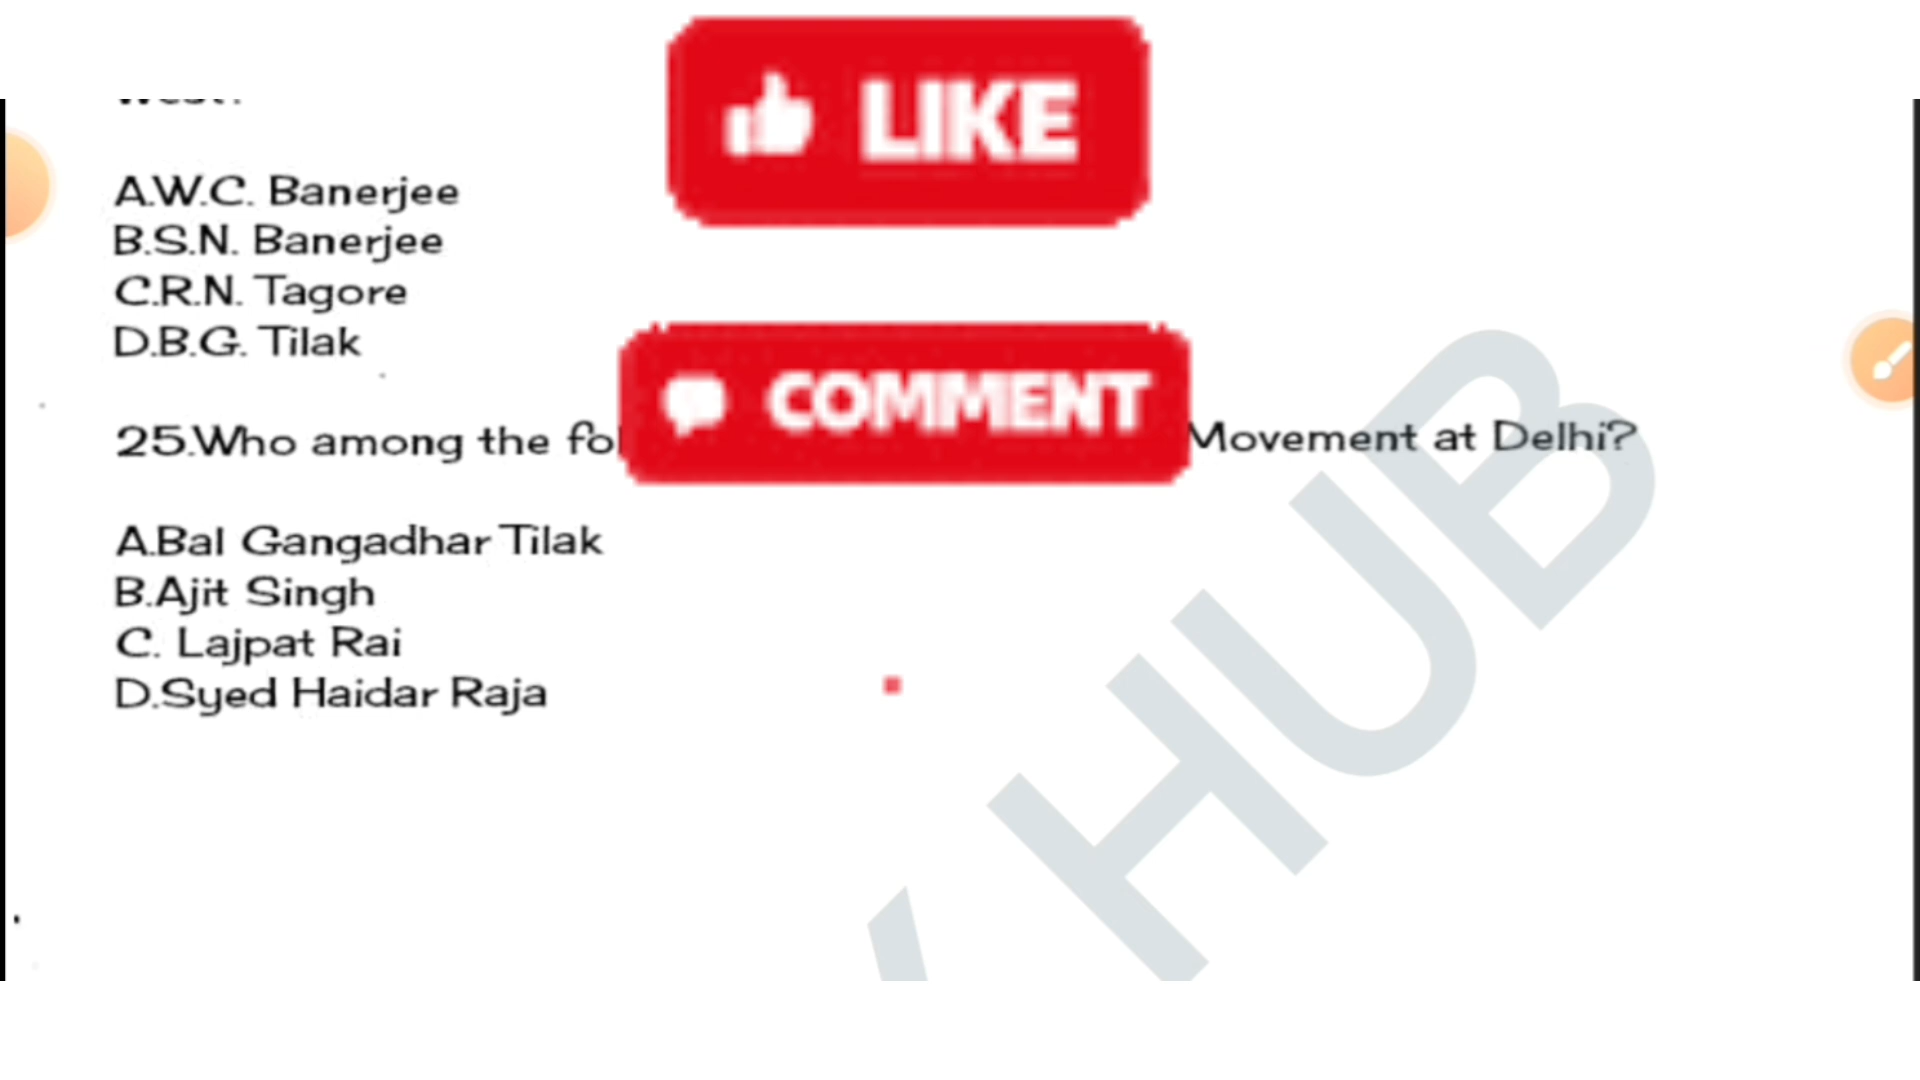 LIKE
A.W.C. Banerjee
B.S.N. Banerjee
C.R.N. Tagore
D.B.G. Tilak
COMMENT
25.Who among the Movement at Delhi?
A.Bal Gangadhar Tilak
B.Ajit Singh
C. Lajpat Rai
D.Syed Haidar Raja
HUB